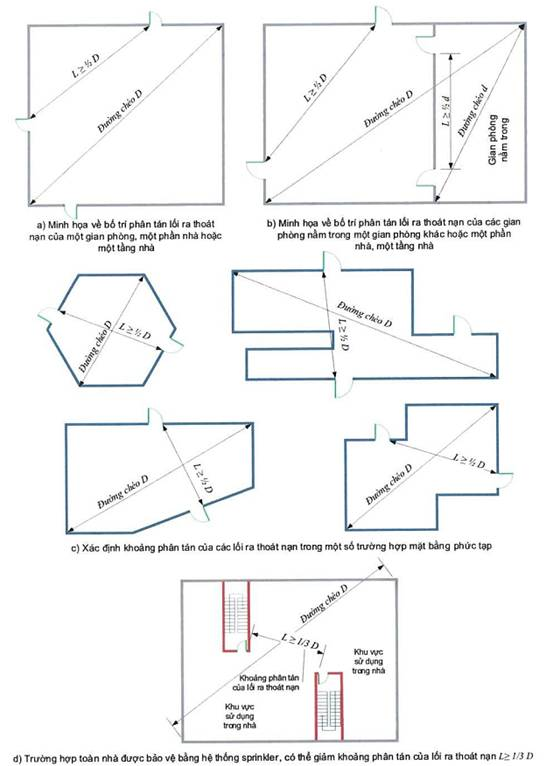 L ≥ ½ D
Đường chéo D
L ≥ ½ D
Đường chéo D
L ≥ ½ d
Đường chéo d
Gian phòng
nằm trong
a) Minh họa về bố trí phân tán lối ra thoát
nạn của một gian phòng, một phần nhà hoặc
một tầng nhà
b) Minh họa về bố trí phân tán lối ra thoát nạn của các gian
phòng nằm trong một gian phòng khác hoặc một phần
nhà, một tầng nhà
Đường chéo D
L ≥ ½ D
Đường chéo D
L ≥ ½ D
Đường chéo D
L ≥ ½ D
Đường chéo D
L ≥ ½ D
c) Xác định khoảng phân tán của các lối ra thoát nạn trong một số trường hợp mặt bằng phức tạp
Đường chéo D
L ≥ 1/3 D
Khoảng phân tán
của lối ra thoát nạn
Khu vực
sử dụng
trong nhà
Khu vực
sử dụng
trong nhà
d) Trường hợp toàn nhà được bảo vệ bằng hệ thống sprinkler, có thể giảm khoảng phân tán của lối ra thoát nạn L≥ 1/3 D